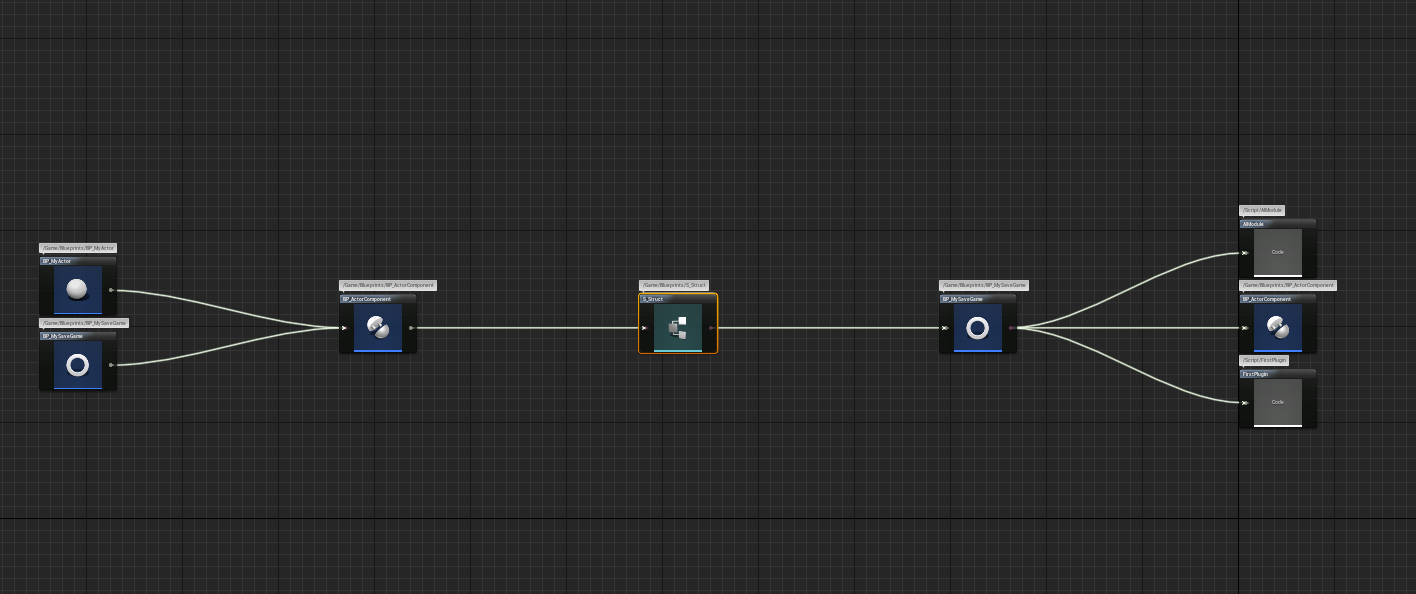 /Game/Blueprints/BP_MyActor
BP_MyActor
/Game/Blueprints/BP_MySaveGame
BP_MySaveGame
/Game/Blueprints/BP_ActorComponent
BP_ActorComponent
/Game/Blueprints/S_Struct
S_Struct
/Game/Blueprints/BP_MySaveGame
BP_MySaveGame
/Script/AIModule
AIModule
Code
/Game/Blueprints/BP_ActorComponent
BP_ActorComponent
/Script/FirstPlugin
FirstPlugin
Code